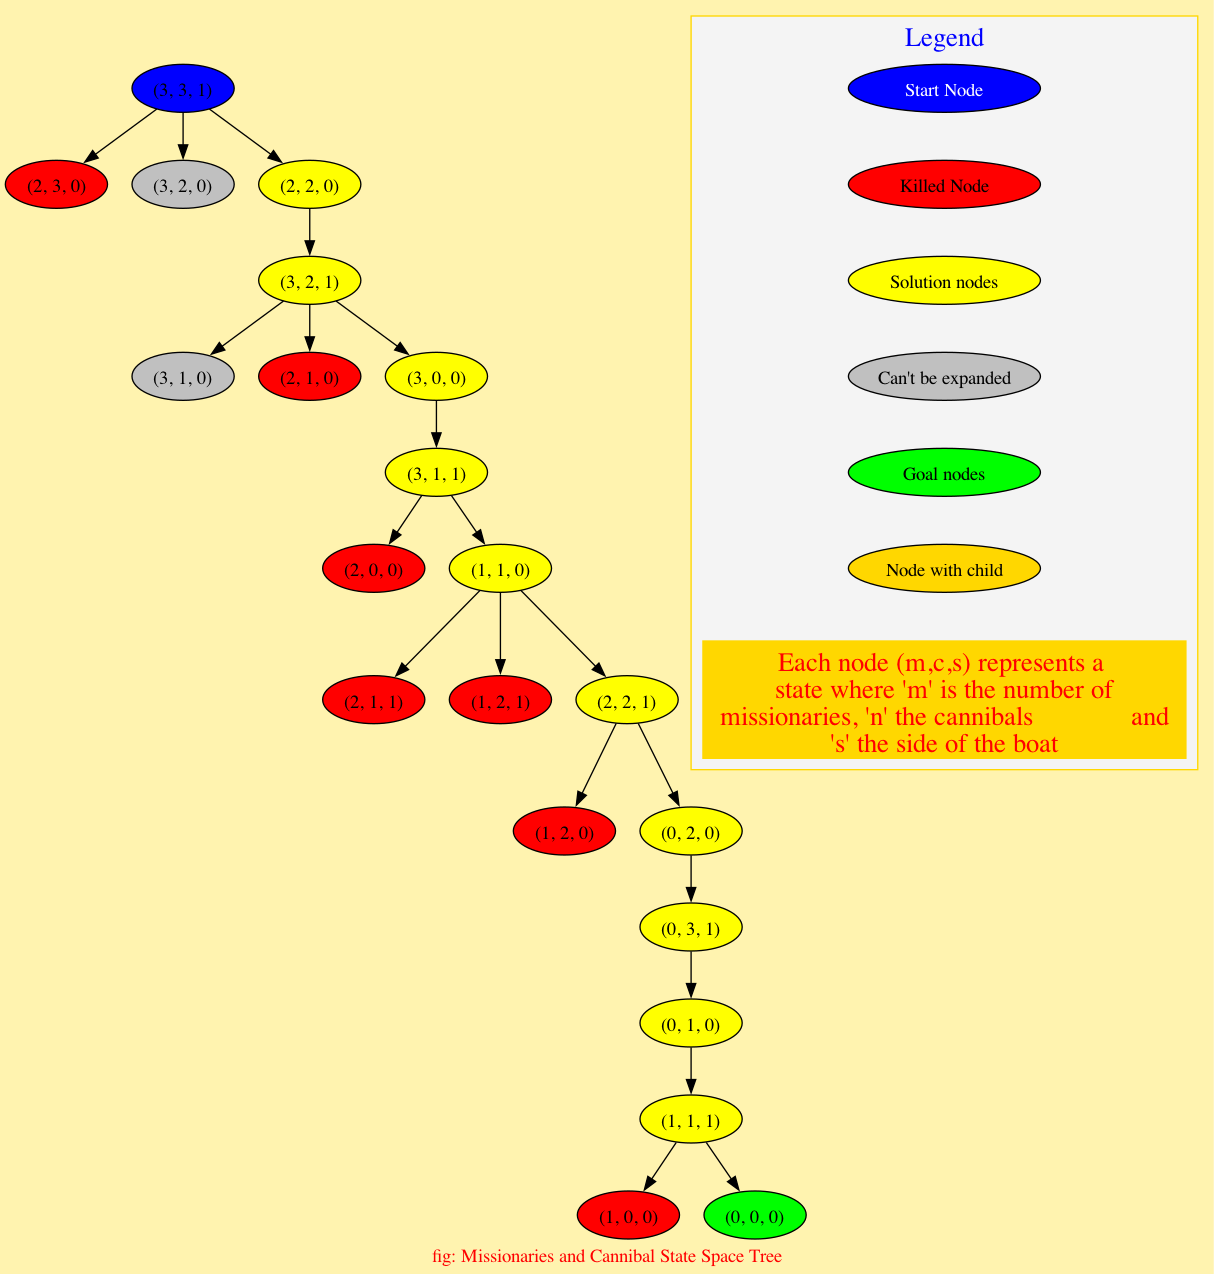 Legend
(3, 3, 1)
Start Node
(2, 3, 0)
(3, 2, 0)
(2, 2, 0)
Killed Node
(3, 2, 1)
Solution nodes
(3, 1, 0)
(2, 1, 0)
(3, 0, 0)
Can't be expanded
(3, 1, 1)
Goal nodes
(2, 0, 0)
(1, 1, 0)
Node with child
Each node (m,c,s) represents a
state where 'm' is the number of
missionaries, 'n' the cannibals and
's' the side of the boat
(2, 1, 1)
(1, 2, 1)
(2, 2, 1)
(1, 2, 0)
(0, 2, 0)
(0, 3, 1)
(0, 1, 0)
(1, 1, 1)
(1, 0, 0)
(0, 0, 0)
fig: Missionaries and Cannibal State Space Tree